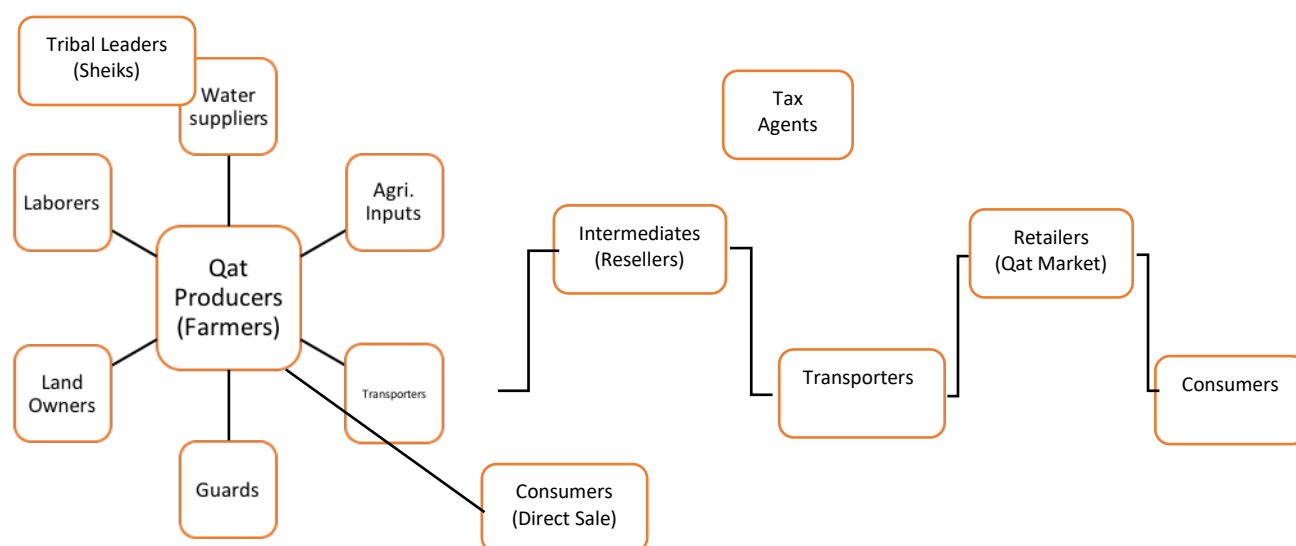 Tribal Leaders
(Sheiks)
Water
suppliers
Tax
Agents
Laborers
Agri.
Inputs
Intermediates
(Resellers)
Retailers
(Qat Market)
Qat
Producers
(Farmers)
Land
Owners
Transporters
Transporters
Consumers
Guards
Consumers
(Direct Sale)